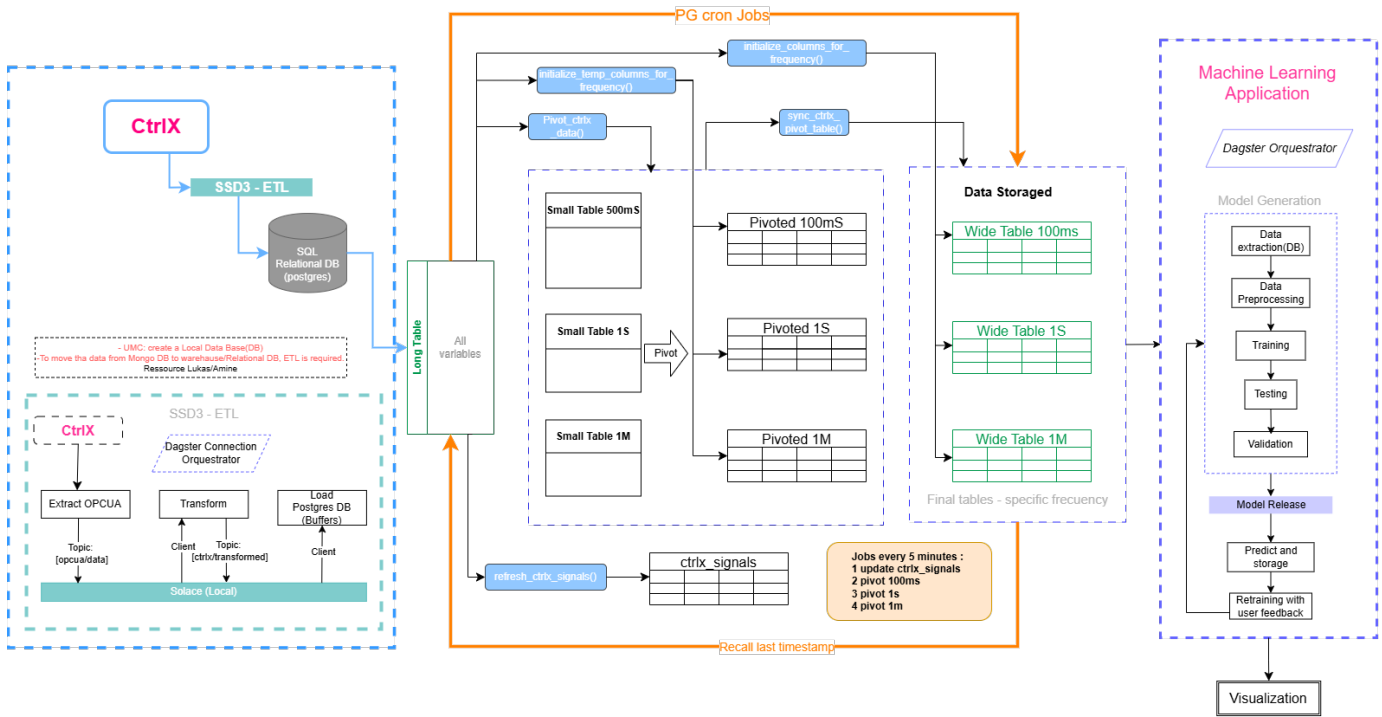 PG cron Jobs
CtrlX
SSD3 - ETL
SQL
Relational DB
(postgres)
- UMC: create a Local Data Base(DB)
-To move tha data from Mongo DB to warehause/Relational DB, ETL is required.
Ressource Lukas/Amine
SSD3 - ETL
CtrlX
Dagster Connection
Orquestrator
Extract OPCUA
Transform
Load
Postgres DB
(Buffers)
Topic:
[opcua/data]
Client
Topic:
[ctrlx/transformed]
Client
Solace (Local)
Long Table
All
variables
initialize_columns_for_
frequency()
initialize_temp_columns_for_
frequency()
Pivot_ctrlx
_data()
sync_ctrlx_
pivot_table()
Small Table 500mS
Small Table 1S
Small Table 1M
Pivot
Pivoted 100mS
Pivoted 1S
Pivoted 1M
Data Storaged
Wide Table 100ms
Wide Table 1S
Wide Table 1M
Final tables - specific frecuency
refresh_ctrlx_signals()
ctrlx_signals
Jobs every 5 minutes :
1 update ctrlx_signals
2 pivot 100ms
3 pivot 1s
4 pivot 1m
Recall last timestamp
Machine Learning
Application
Dagster Orquestrator
Model Generation
Data
extraction(DB)
Data
Preprocessing
Training
Testing
Validation
Model Release
Predict and
storage
Retraining with
user feedback
Visualization